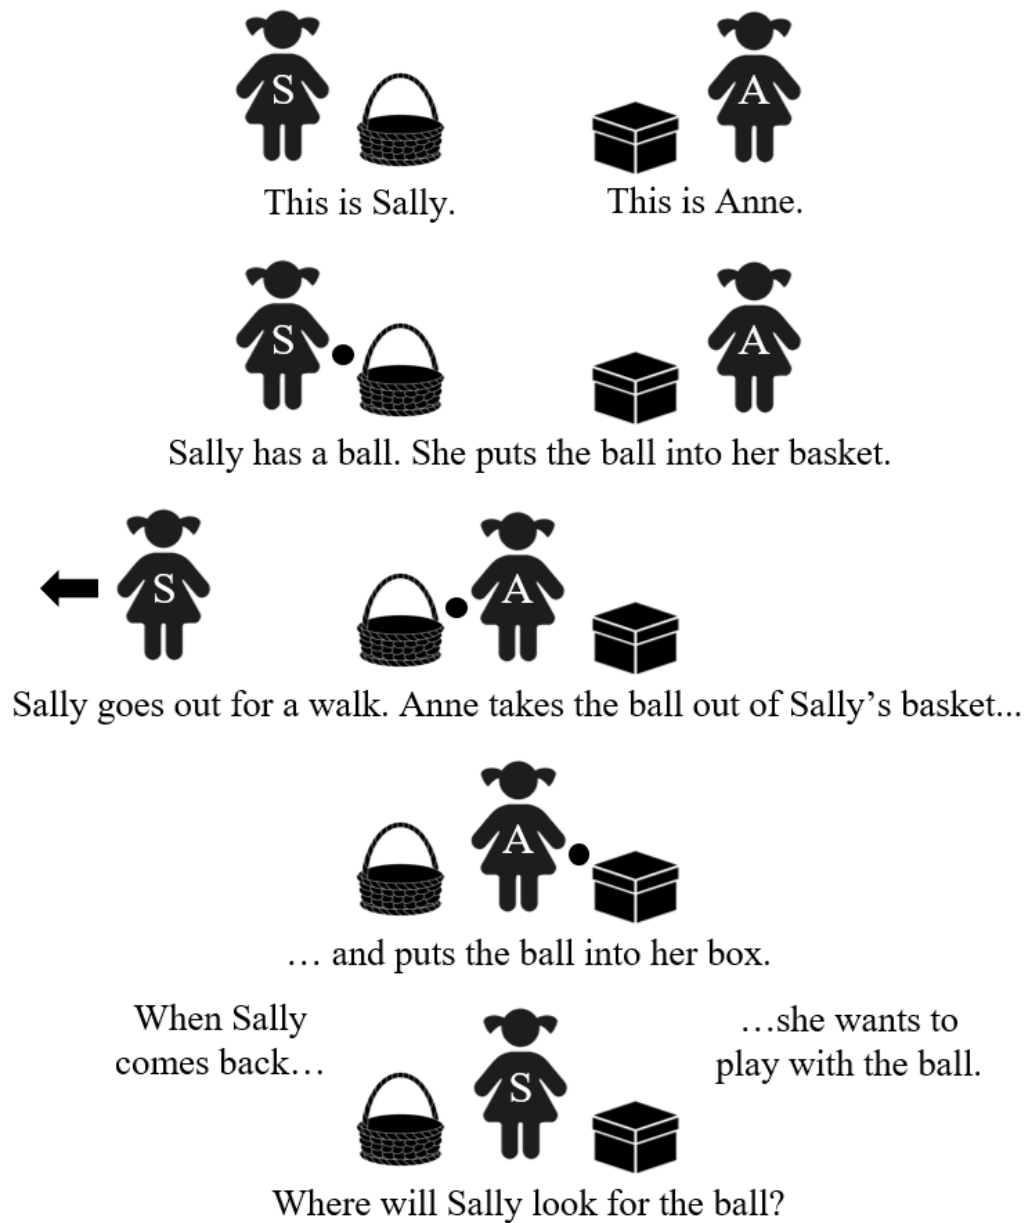 S
A
This is Sally.
This is Anne.
S
A
Sally has a ball. She puts the ball into her basket.
S
A
Sally goes out for a walk. Anne takes the ball out of Sally’s basket...
A
… and puts the ball into her box.
When Sally
comes back…
S
…she wants to
play with the ball.
Where will Sally look for the ball?